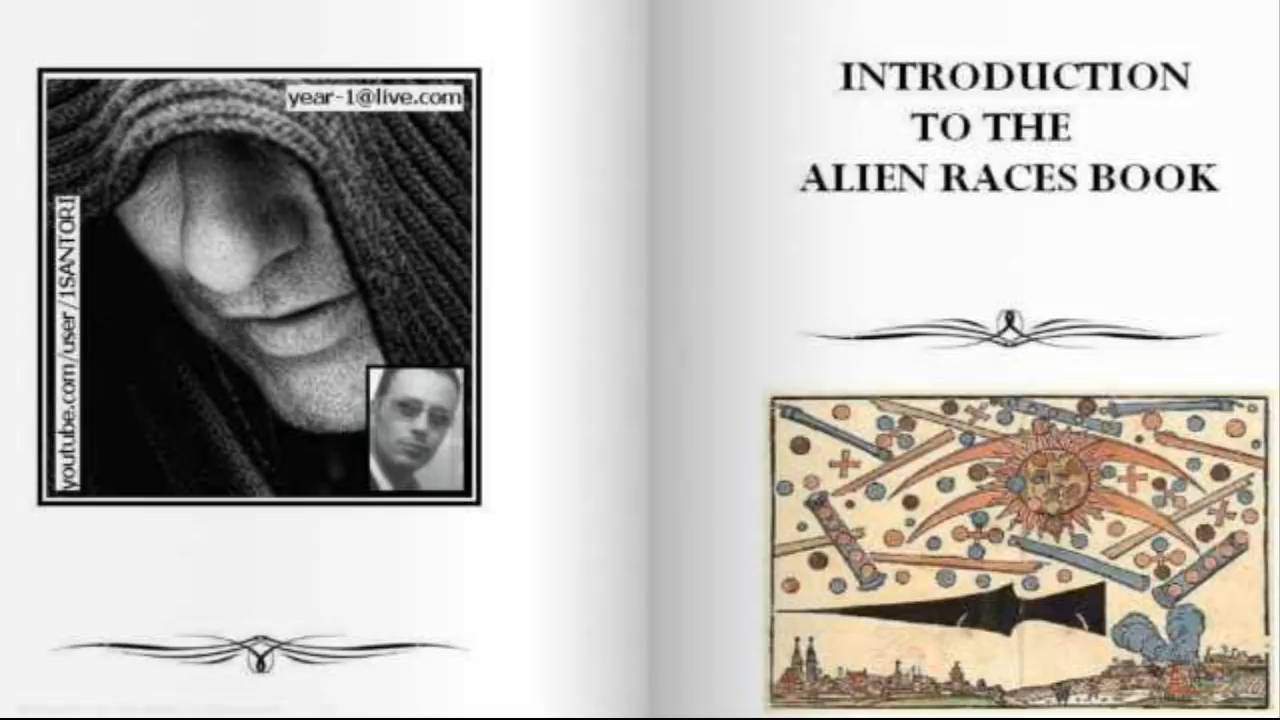 year-1@live.com
youtube.com/user/1SANTORI
INTRODUCTION
TO THE
ALIEN RACES BOOK